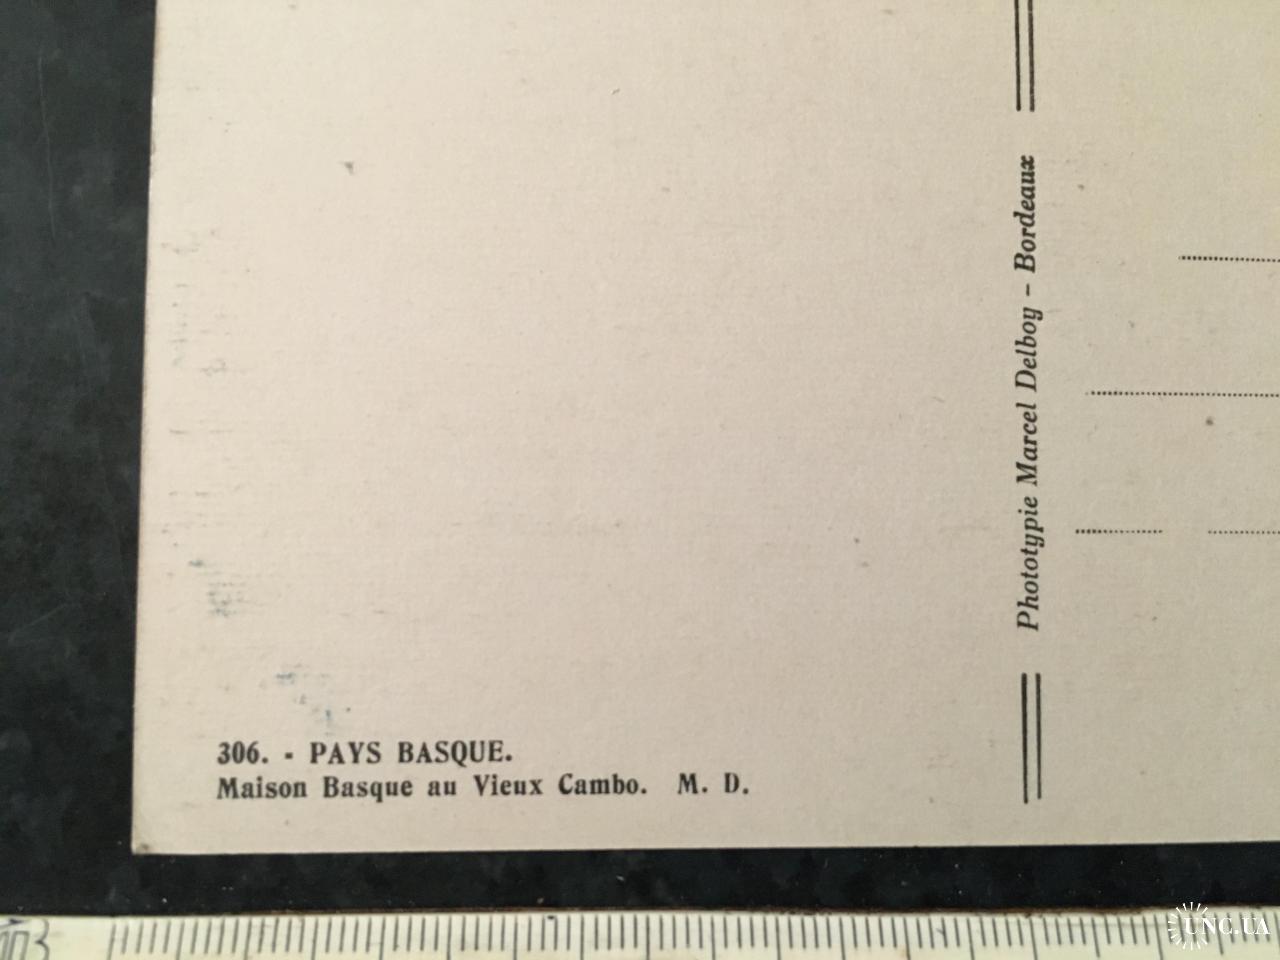 Phototypie Marcel Delboy – Bordeaux
306. - PAYS BASQUE.
Maison Basque au Vieux Cambo. M. D.
UNC.UA